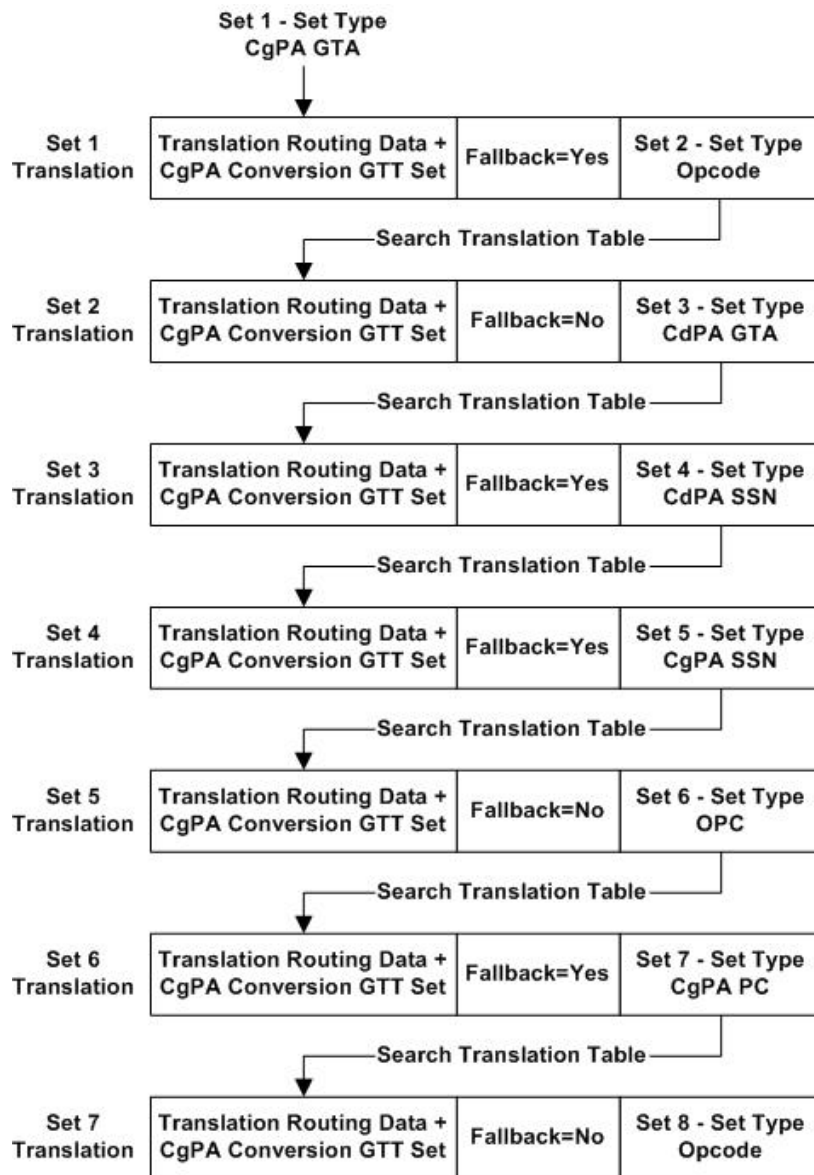 Set 1 - Set Type
CgPA GTA
Set 1
Translation
Translation Routing Data +
CgPA Conversion GTT Set
Fallback=Yes
Set 2 - Set Type
Opcode
Search Translation Table
Set 2
Translation
Translation Routing Data +
CgPA Conversion GTT Set
Fallback=No
Set 3 - Set Type
CdPA GTA
Search Translation Table
Set 3
Translation
Translation Routing Data +
CgPA Conversion GTT Set
Fallback=Yes
Set 4 - Set Type
CdPA SSN
Search Translation Table
Set 4
Translation
Translation Routing Data +
CgPA Conversion GTT Set
Fallback=Yes
Set 5 - Set Type
CgPA SSN
Search Translation Table
Set 5
Translation
Translation Routing Data +
CgPA Conversion GTT Set
Fallback=No
Set 6 - Set Type
OPC
Search Translation Table
Set 6
Translation
Translation Routing Data +
CgPA Conversion GTT Set
Fallback=Yes
Set 7 - Set Type
CgPA PC
Search Translation Table
Set 7
Translation
Translation Routing Data +
CgPA Conversion GTT Set
Fallback=No
Set 8 - Set Type
Opcode